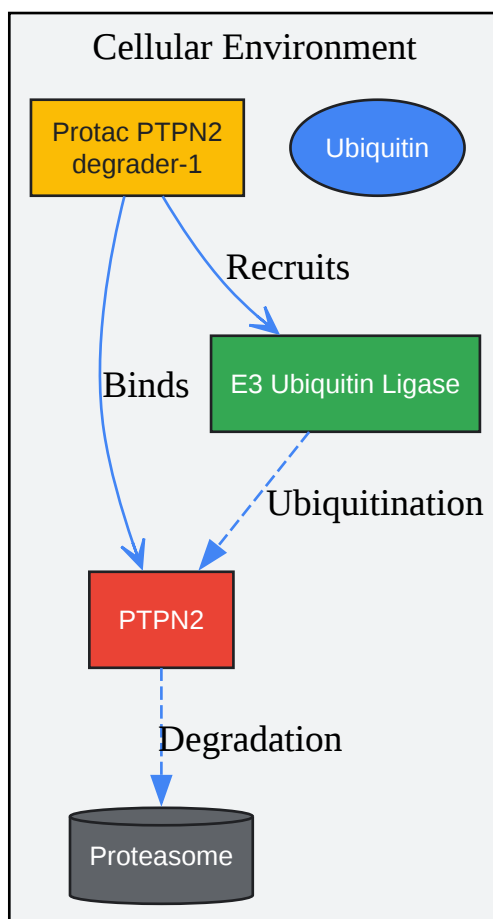 Cellular Environment
Protac PTPN2
degrader-1
Ubiquitin
Recruits
E3 Ubiquitin Ligase
Binds
Ubiquitination
PTPN2
Degradation
Proteasome